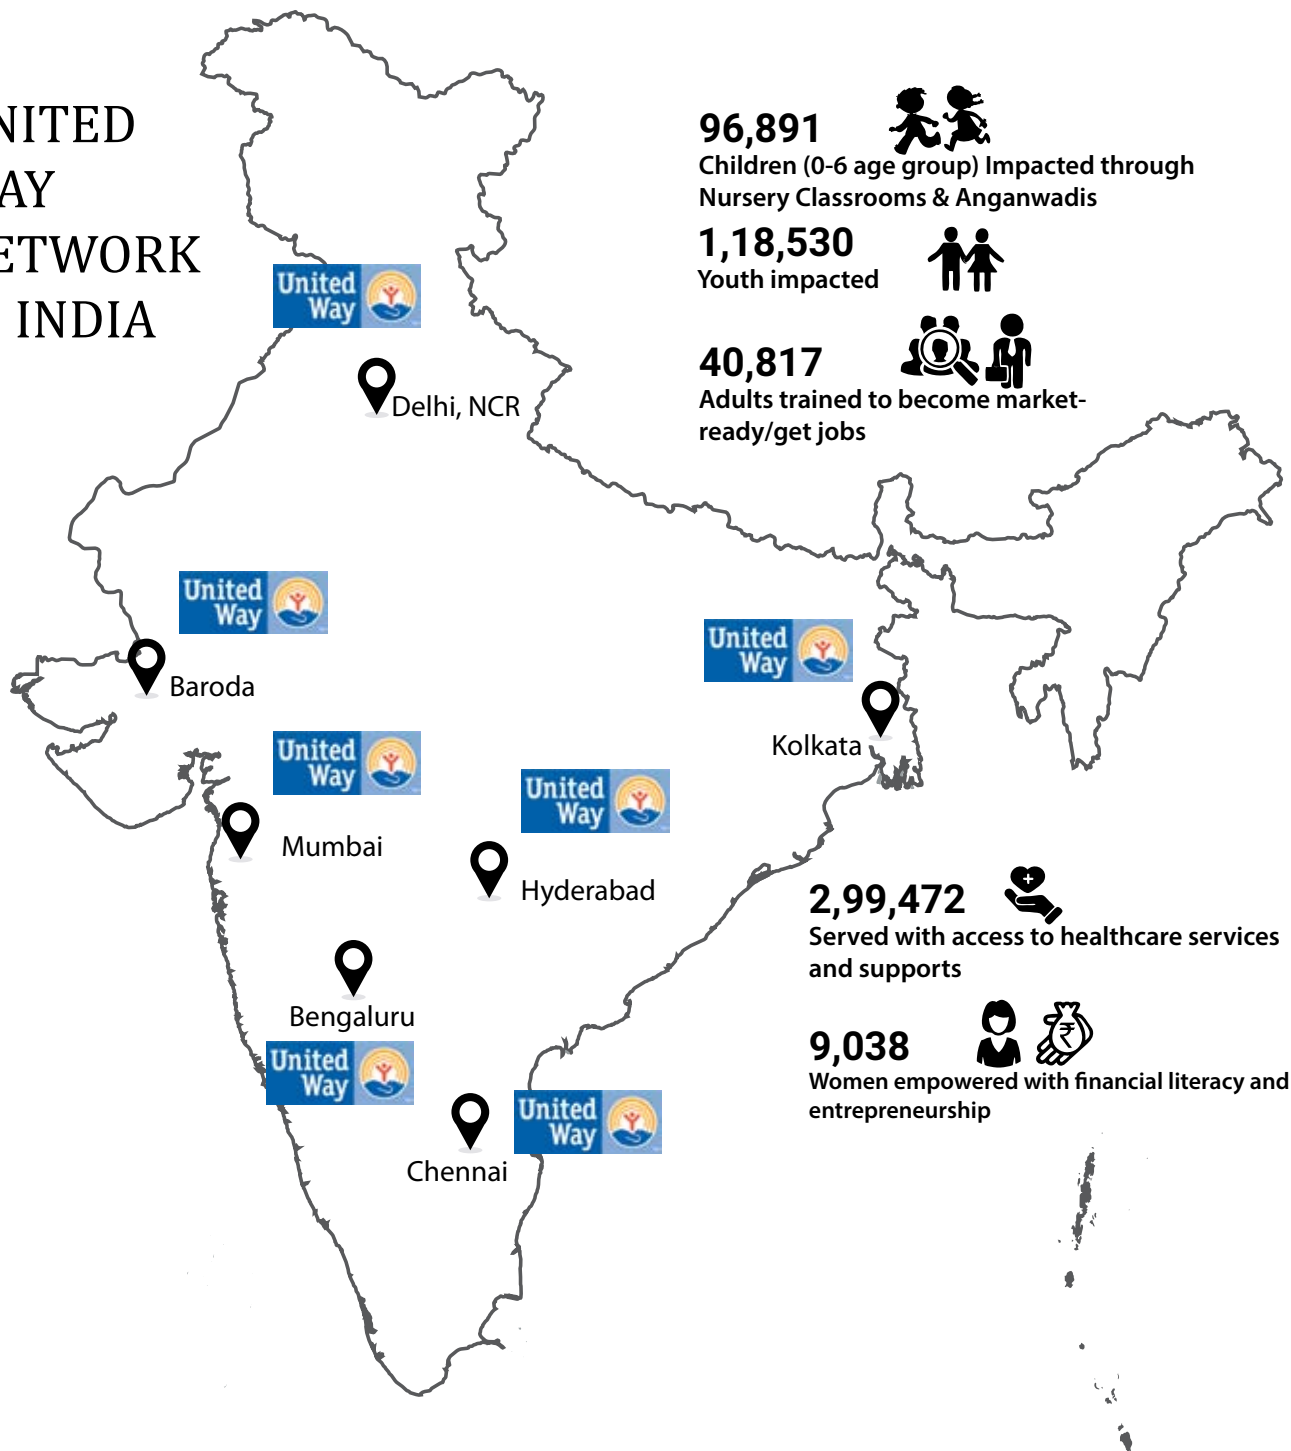 NITED
AY
ETWORK
INDIA
96,891
Children (0-6 age group) Impacted through
Nursery Classrooms & Anganwadis
1,18,530
Youth impacted
40,817
Adults trained to become market-
ready/get jobs
United
Way
Delhi, NCR
United
Way
Baroda
United
Way
Kolkata
United
Way
Mumbai
United
Way
Hyderabad
Bengaluru
United
Way
United
Way
Chennai
2,99,472
Served with access to healthcare services
and supports
₹
9,038
Women empowered with financial literacy and
entrepreneurship